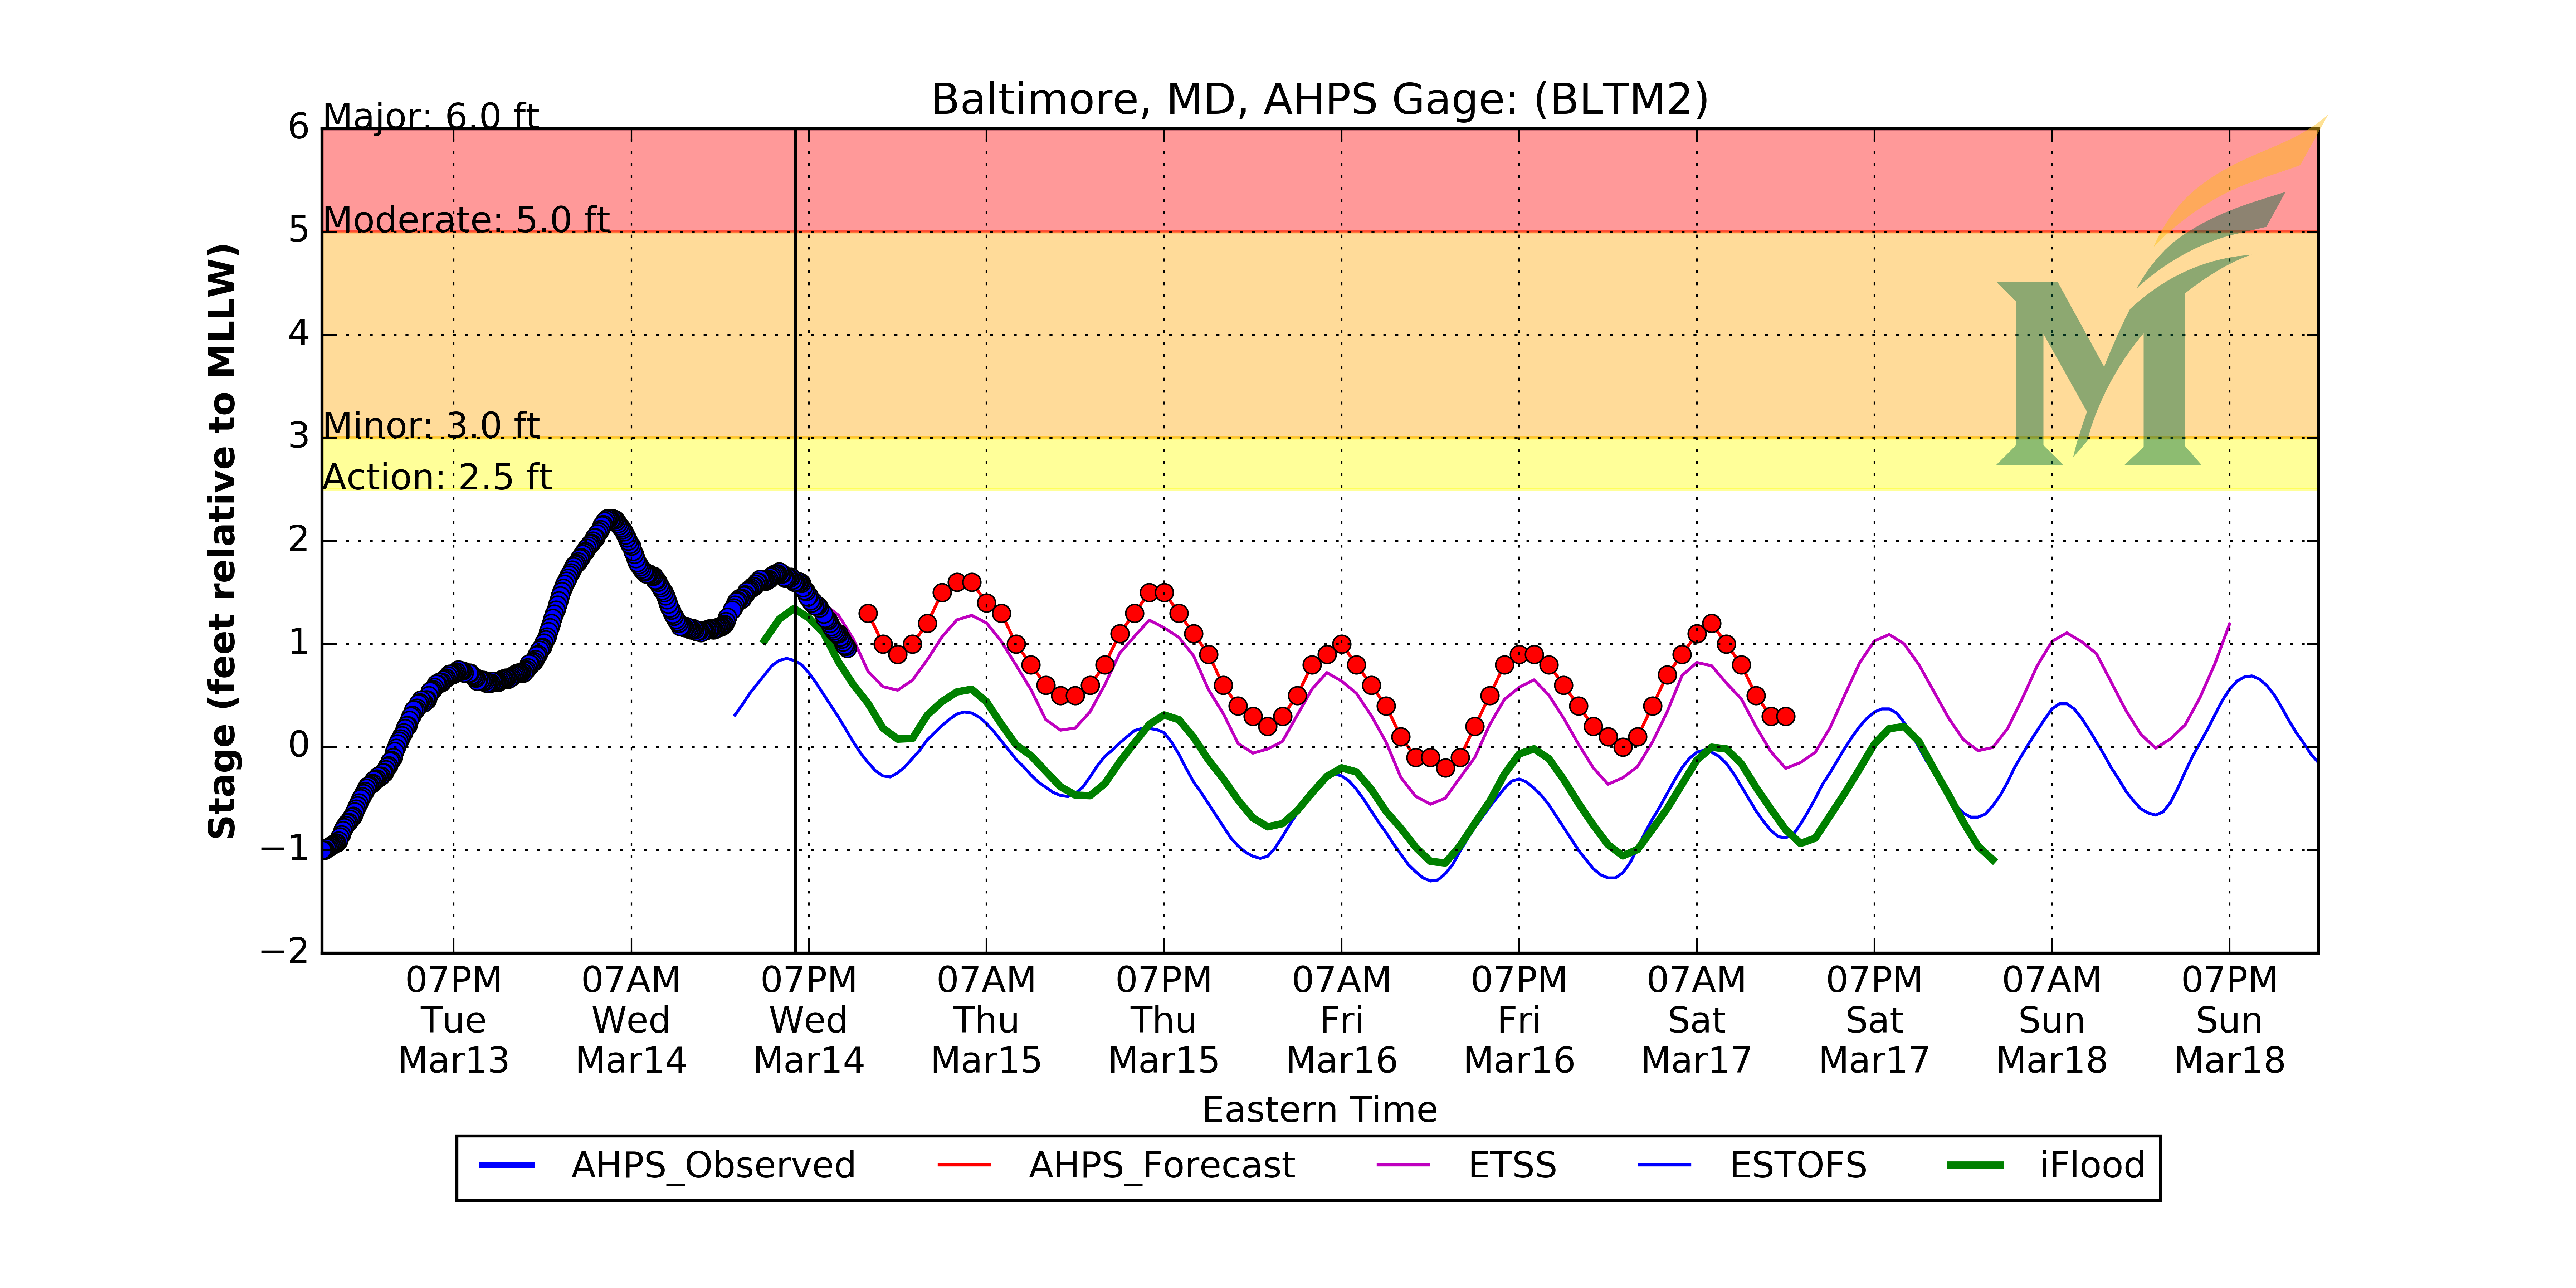 Baltimore, MD, AHPS Gage: (BLTM2)
Major: 6.0 ft
Moderate: 5.0 ft
Minor: 3.0 ft
Action: 2.5 ft
Stage (feet relative to MLLW)
6
5
4
3
2
1
0
−1
−2
07PM 07AM 07PM 07AM 07PM 07AM 07PM 07AM 07PM 07AM 07PM
Tue Wed Wed Thu Thu Fri Fri Sat Sat Sun Sun
Mar13 Mar14 Mar14 Mar15 Mar15 Mar16 Mar16 Mar17 Mar17 Mar18 Mar18
Eastern Time
AHPS_Observed AHPS_Forecast ETSS ESTOFS iFlood